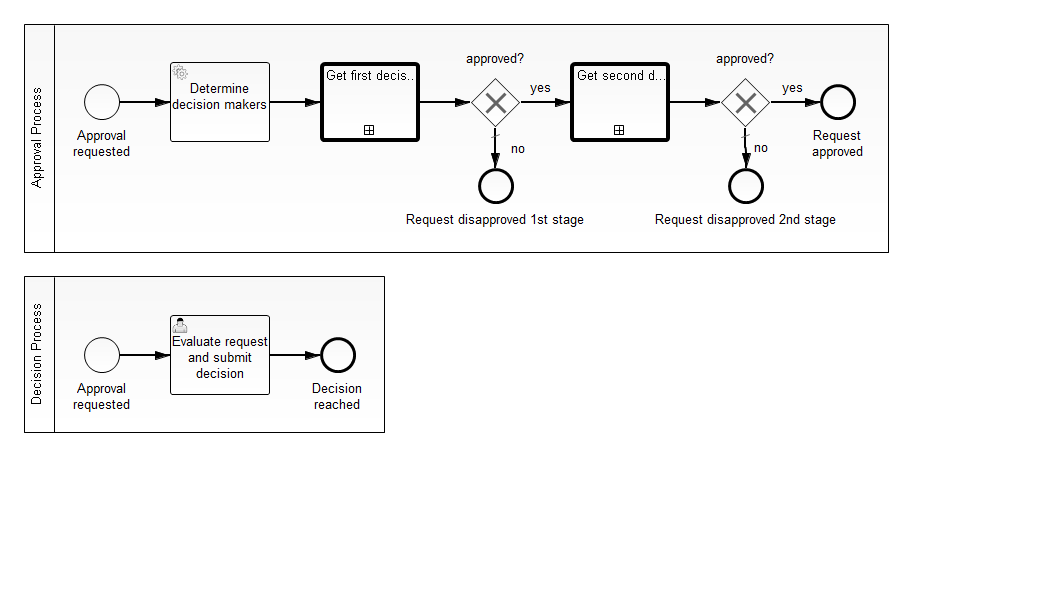 Approval Process
Approval
requested
Determine
decision makers
Get first decis..
approved?
yes
no
Request disapproved 1st stage
Get second d...
approved?
yes
no
Request disapproved 2nd stage
Request
approved
Decision Process
Approval
requested
Evaluate request
and submit
decision
Decision
reached